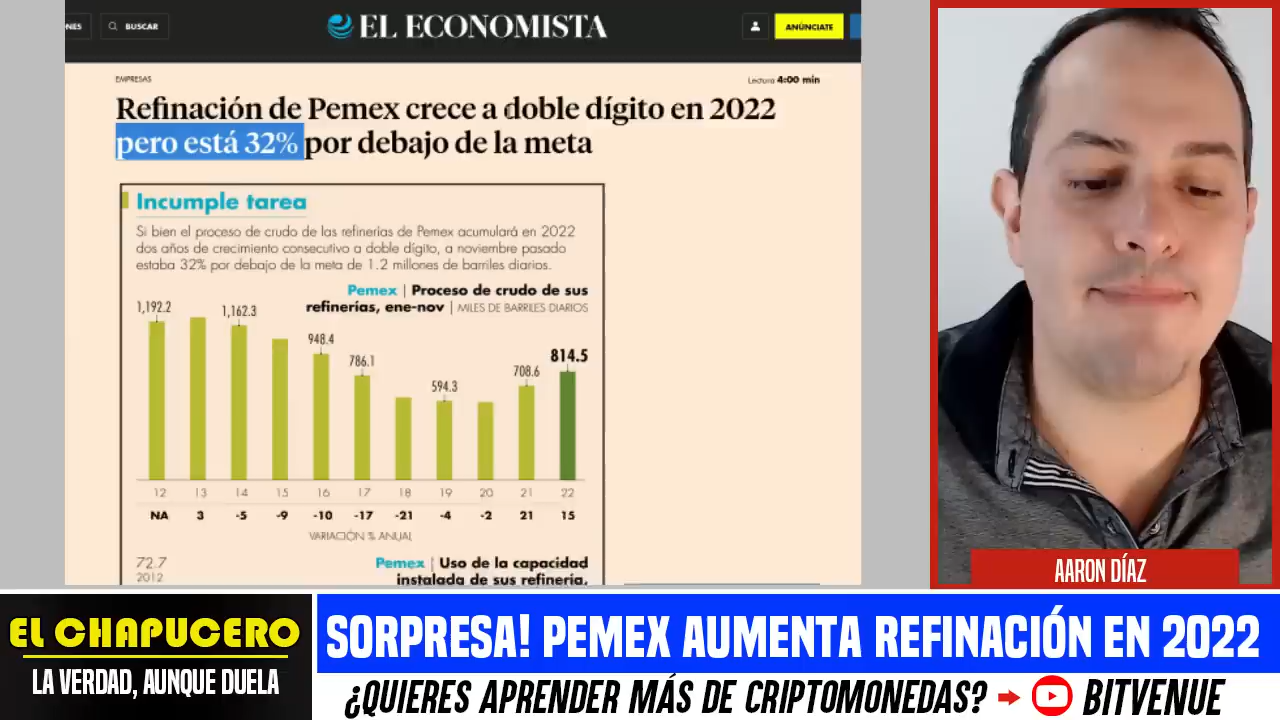 NES
BUSCAR
EL ECONOMISTA
ANÚNCIATE
EMPRESAS
Lectura 4:00 min
Refinación de Pemex crece a doble dígito en 2022
pero está 32% por debajo de la meta
Incumple tarea
Si bien el proceso de crudo de las refinerías de Pemex acumulará en 2022
dos años de crecimiento consecutivo a doble dígito, a noviembre pasado
estaba 32% por debajo de la meta de 1.2 millones de barriles diarios.
Pemex | Proceso de crudo de sus
refinerías, ene-nov | MILES DE BARRILES DIARIOS
1,192.2
1,162.3
948.4
786.1
594.3
708.6
814.5
12 13 14 15 16 17 18 19 20 21 22
NA 3 -5 -9 -10 -17 -21 -4 -2 21 15
VARIACIÓN % ANUAL
72.7
2012
Pemex | Uso de la capacidad
instalada de sus refinería,
AARON DÍAZ
EL CHAPUCERO
LA VERDAD, AUNQUE DUELA
SORPRESA! PEMEX AUMENTA REFINACIÓN EN 2022
¿QUIERES APRENDER MÁS DE CRIPTOMONEDAS? → BITVENUE